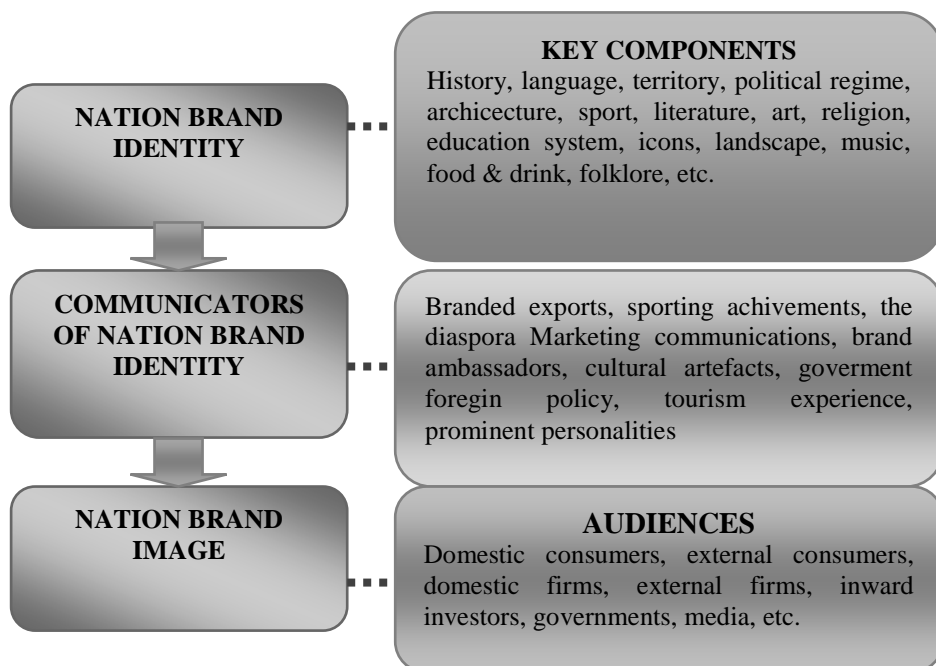 NATION BRAND
IDENTITY
KEY COMPONENTS
History, language, territory, political regime,
archicecture, sport, literature, art, religion,
education system, icons, landscape, music,
food & drink, folklore, etc.
COMMUNICATORS
OF NATION BRAND
IDENTITY
Branded exports, sporting achivements, the
diaspora Marketing communications, brand
ambassadors, cultural artefacts, goverment
foregin policy, tourism experience,
prominent personalities
NATION BRAND
IMAGE
AUDIENCES
Domestic consumers, external consumers,
domestic firms, external firms, inward
investors, governments, media, etc.